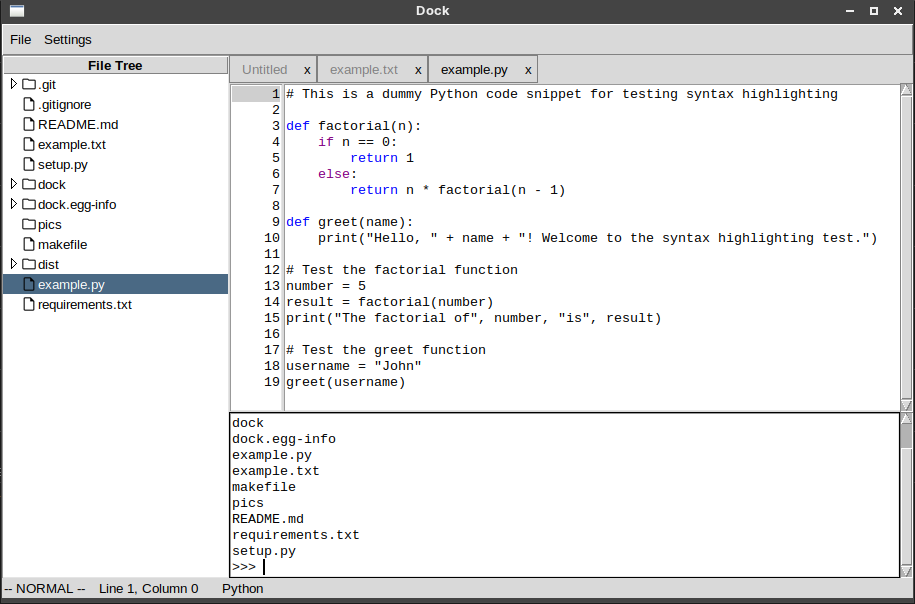 Dock
File Settings
File Tree
.git
.gitignore
README.md
example.txt
setup.py
dock
dock.egg-info
pics
makefile
dist
example.py
requirements.txt
Untitled x example.txt x example.py x
1 # This is a dummy Python code snippet for testing syntax highlighting
2
3 def factorial(n):
4     if n == 0:
5         return 1
6     else:
7         return n * factorial(n - 1)
8
9 def greet(name):
10     print("Hello, " + name + "! Welcome to the syntax highlighting test.")
11
12 # Test the factorial function
13 number = 5
14 result = factorial(number)
15 print("The factorial of", number, "is", result)
16
17 # Test the greet function
18 username = "John"
19 greet(username)
dock
dock.egg-info
example.py
example.txt
makefile
pics
README.md
requirements.txt
setup.py
>>>
-- NORMAL -- Line 1, Column 0 Python